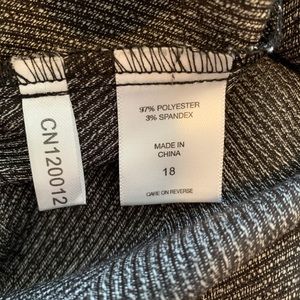 97% POLYESTER
3% SPANDEX
MADE IN
CHINA
18
CARE ON REVERSE
CN120012